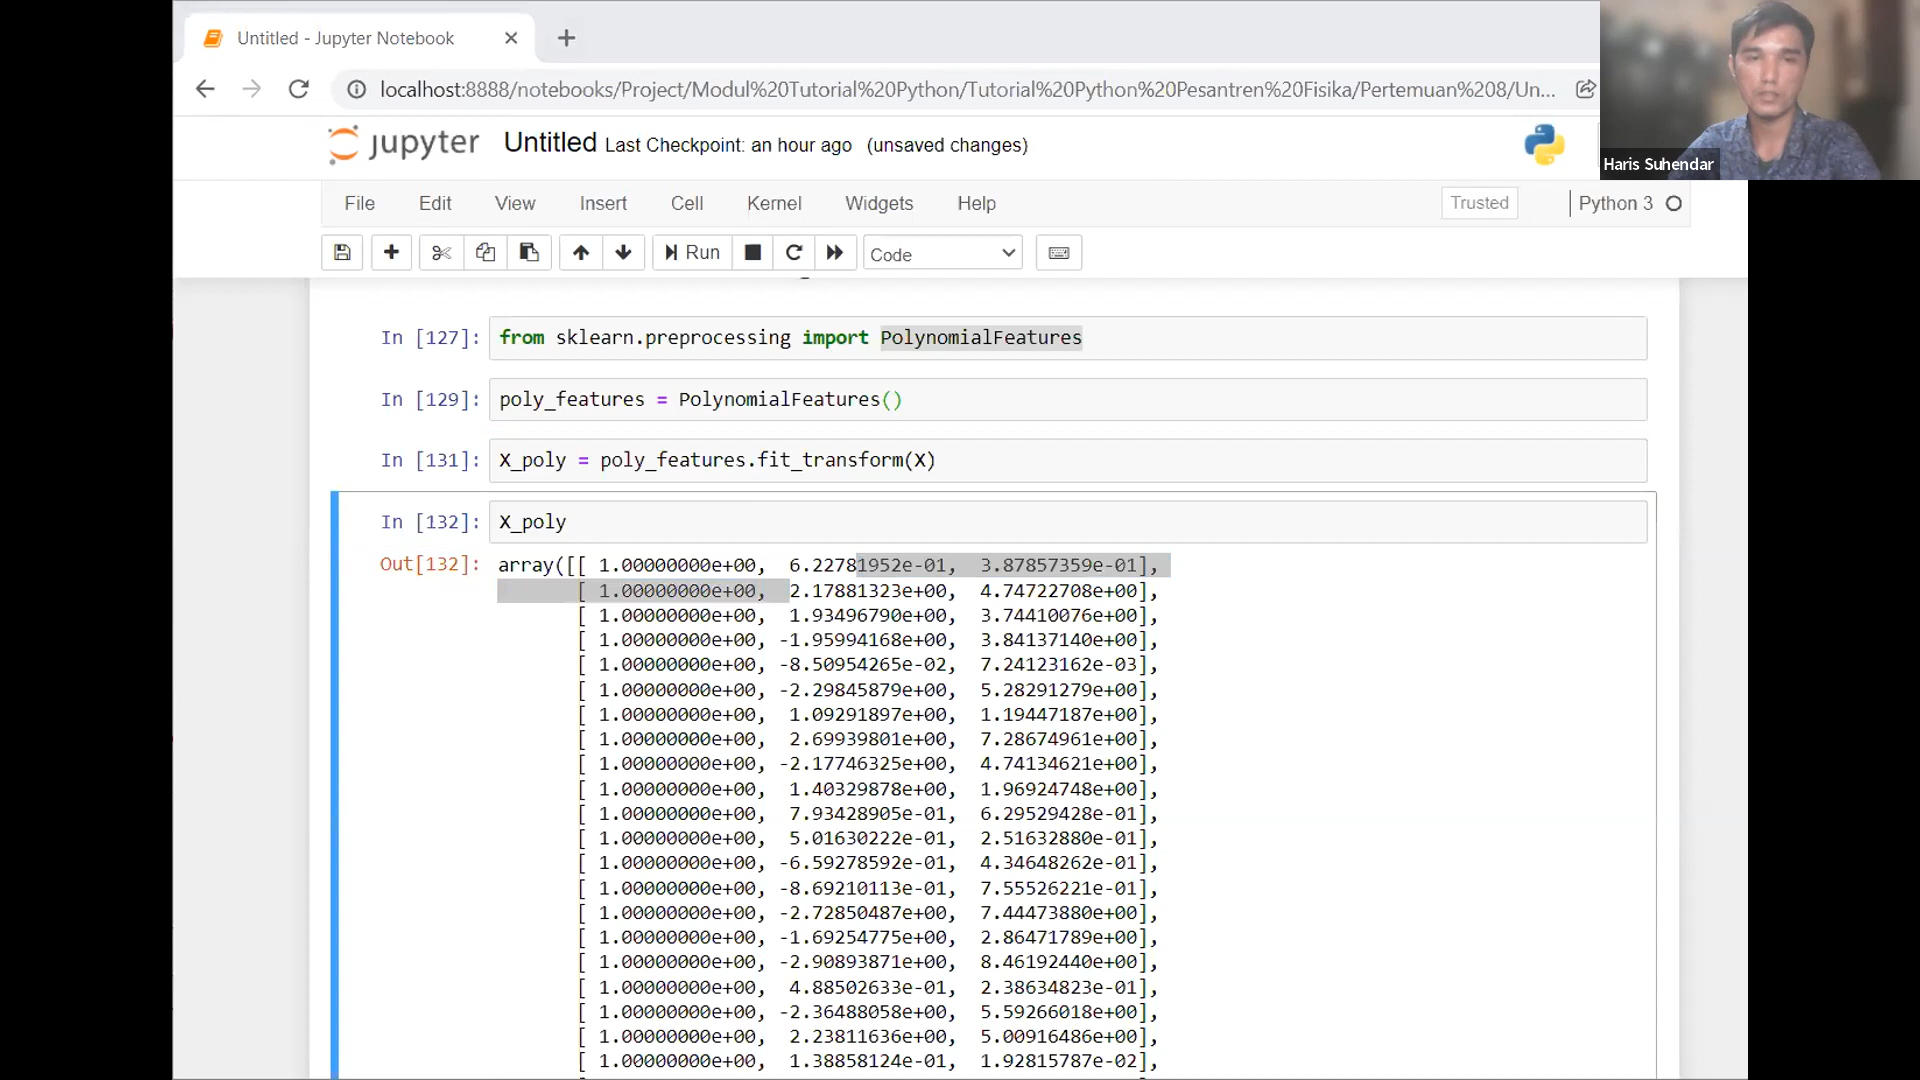 Untitled - Jupyter Notebook
localhost:8888/notebooks/Project/Modul%20Tutorial%20Python/Tutorial%20Python%20Pesantren%20Fisika/Pertemuan%208/Un...
jupyter Untitled Last Checkpoint: an hour ago (unsaved changes)
Haris Suhendar
File Edit View Insert Cell Kernel Widgets Help Trusted Python 3
Run Code
In [127]: from sklearn.preprocessing import PolynomialFeatures
In [129]: poly_features = PolynomialFeatures()
In [131]: X_poly = poly_features.fit_transform(X)
In [132]: X_poly
Out[132]: array([[ 1.00000000e+00, 6.22781952e-01, 3.87857359e-01],
[ 1.00000000e+00, 2.17881323e+00, 4.74722708e+00],
[ 1.00000000e+00, 1.93496790e+00, 3.74410076e+00],
[ 1.00000000e+00, -1.95994168e+00, 3.84137140e+00],
[ 1.00000000e+00, -8.50954265e-02, 7.24123162e-03],
[ 1.00000000e+00, -2.29845879e+00, 5.28291279e+00],
[ 1.00000000e+00, 1.09291897e+00, 1.19447187e+00],
[ 1.00000000e+00, 2.69939801e+00, 7.28674961e+00],
[ 1.00000000e+00, -2.17746325e+00, 4.74134621e+00],
[ 1.00000000e+00, 1.40329878e+00, 1.96924748e+00],
[ 1.00000000e+00, 7.93428905e-01, 6.29529428e-01],
[ 1.00000000e+00, 5.01630222e-01, 2.51632880e-01],
[ 1.00000000e+00, -6.59278592e-01, 4.34648262e-01],
[ 1.00000000e+00, -8.69210113e-01, 7.55526221e-01],
[ 1.00000000e+00, -2.72850487e+00, 7.44473880e+00],
[ 1.00000000e+00, -1.69254775e+00, 2.86471789e+00],
[ 1.00000000e+00, -2.90893871e+00, 8.46192440e+00],
[ 1.00000000e+00, 4.88502633e-01, 2.38634823e-01],
[ 1.00000000e+00, -2.36488058e+00, 5.59266018e+00],
[ 1.00000000e+00, 2.23811636e+00, 5.00916486e+00],
[ 1.00000000e+00, 1.38858124e-01, 1.92815787e-02],